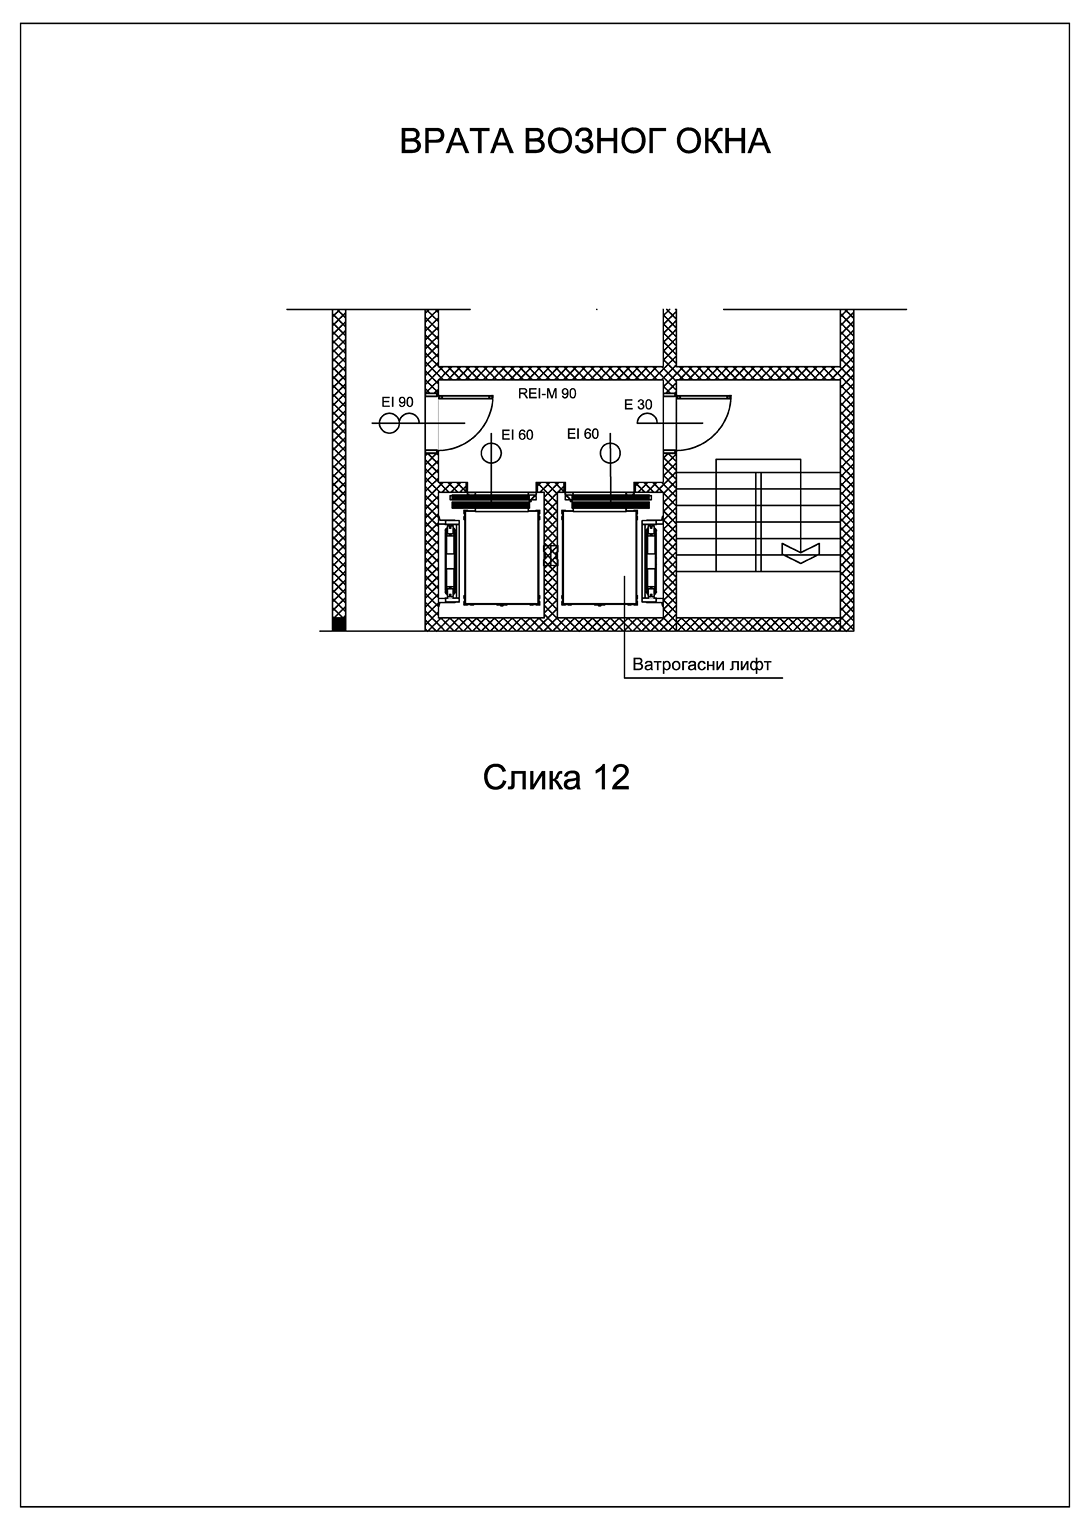 ВРАТА ВОЗНОГ ОКНА
REI-M 90
EI 90
E 30
EI 60
EI 60
Ватрогасни лифт
Слика 12